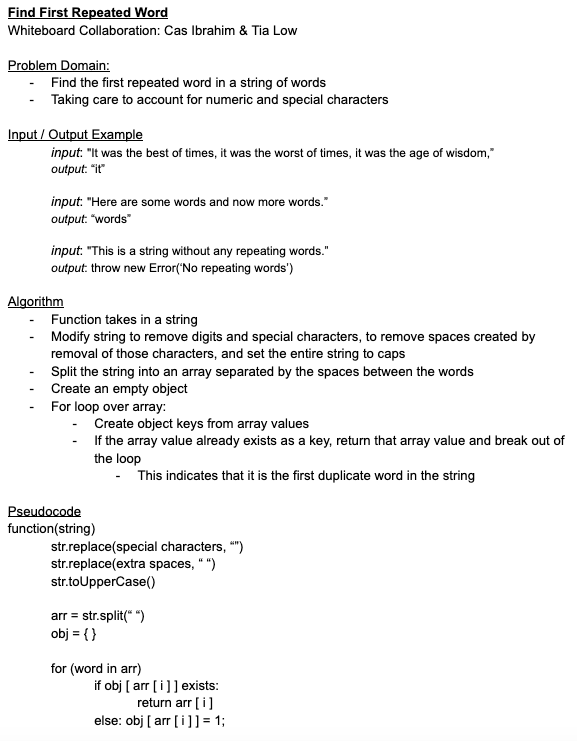 Find First Repeated Word
Whiteboard Collaboration: Cas Ibrahim & Tia Low
Problem Domain:
- Find the first repeated word in a string of words
- Taking care to account for numeric and special characters
Input / Output Example
input: "It was the best of times, it was the worst of times, it was the age of wisdom,”
output: “it”
input: "Here are some words and now more words.”
output: “words”
input: "This is a string without any repeating words.”
output: throw new Error(‘No repeating words’)
Algorithm
- Function takes in a string
- Modify string to remove digits and special characters, to remove spaces created by
removal of those characters, and set the entire string to caps
- Split the string into an array separated by the spaces between the words
- Create an empty object
- For loop over array:
- Create object keys from array values
- If the array value already exists as a key, return that array value and break out of
the loop
- This indicates that it is the first duplicate word in the string
Pseudocode
function(string)
str.replace(special characters, “”)
str.replace(extra spaces, “ “)
str.toUpperCase()
arr = str.split(“ “)
obj = { }
for (word in arr)
if obj [ arr [ i ] ] exists:
return arr [ i ]
else: obj [ arr [ i ] ] = 1;